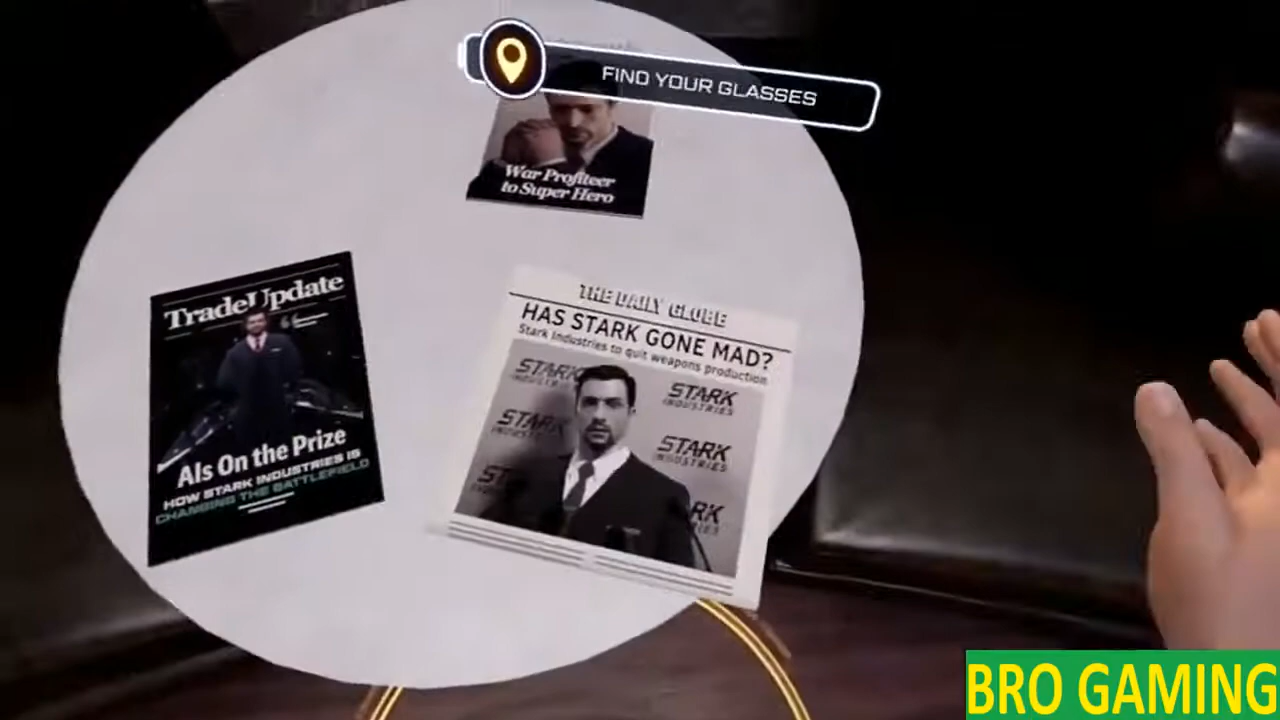 FIND YOUR GLASSES
War Profiteer
to Super Hero
TradeUpdate
AIs On the Prize
HOW STARK INDUSTRIES IS
CHANGING THE BATTLEFIELD
THE DAILY GLOBE
HAS STARK GONE MAD?
Stark Industries to quit weapons production
STARK
INDUSTRIES
STARK
INDUSTRIES
STARK
INDUSTRIES
STARK
INDUSTRIES
BRO GAMING